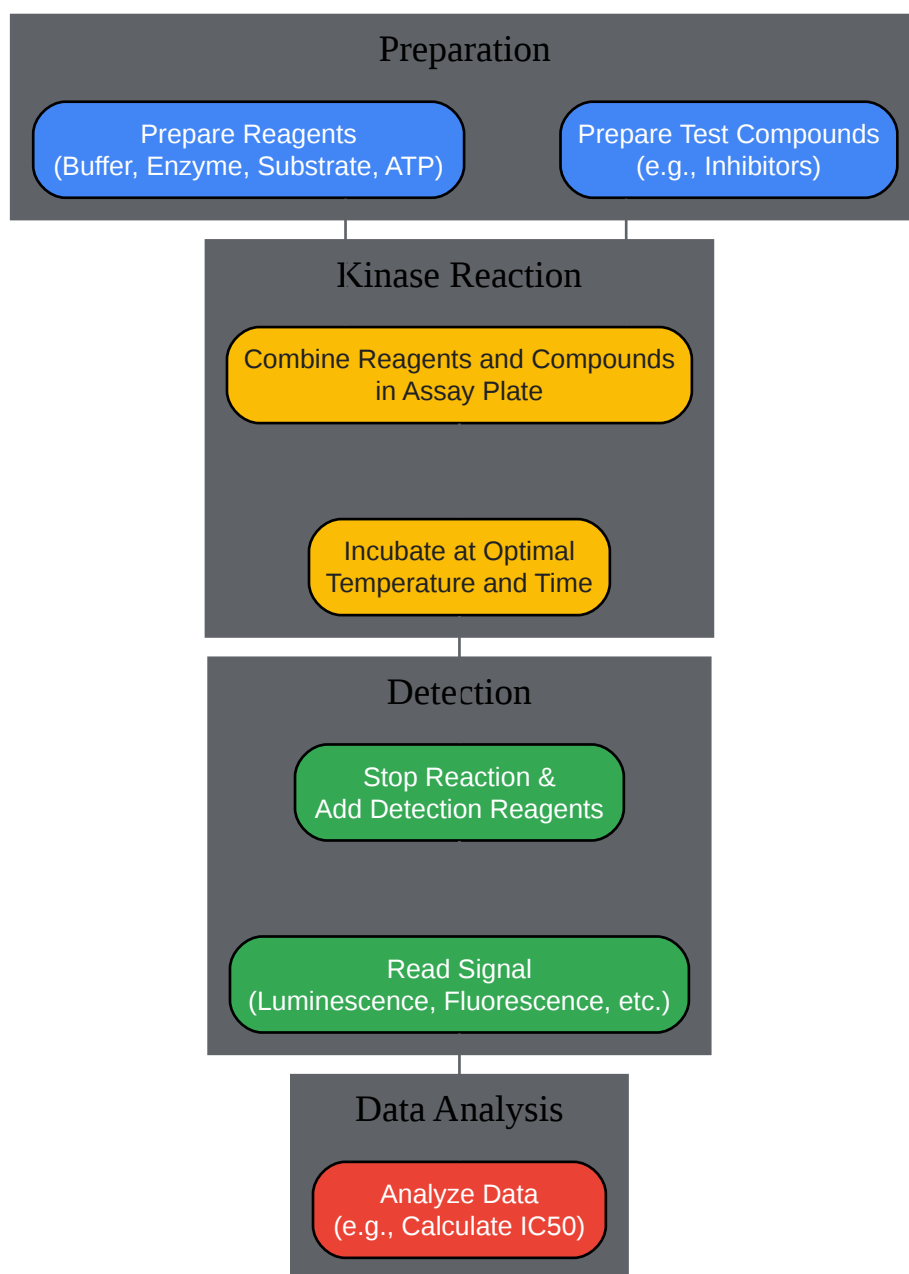 Preparation
Prepare Reagents
(Buffer, Enzyme, Substrate, ATP)
Prepare Test Compounds
(e.g., Inhibitors)
Kinase Reaction
Combine Reagents and Compounds
in Assay Plate
Incubate at Optimal
Temperature and Time
Detection
Stop Reaction &
Add Detection Reagents
Read Signal
(Luminescence, Fluorescence, etc.)
Data Analysis
Analyze Data
(e.g., Calculate IC50)